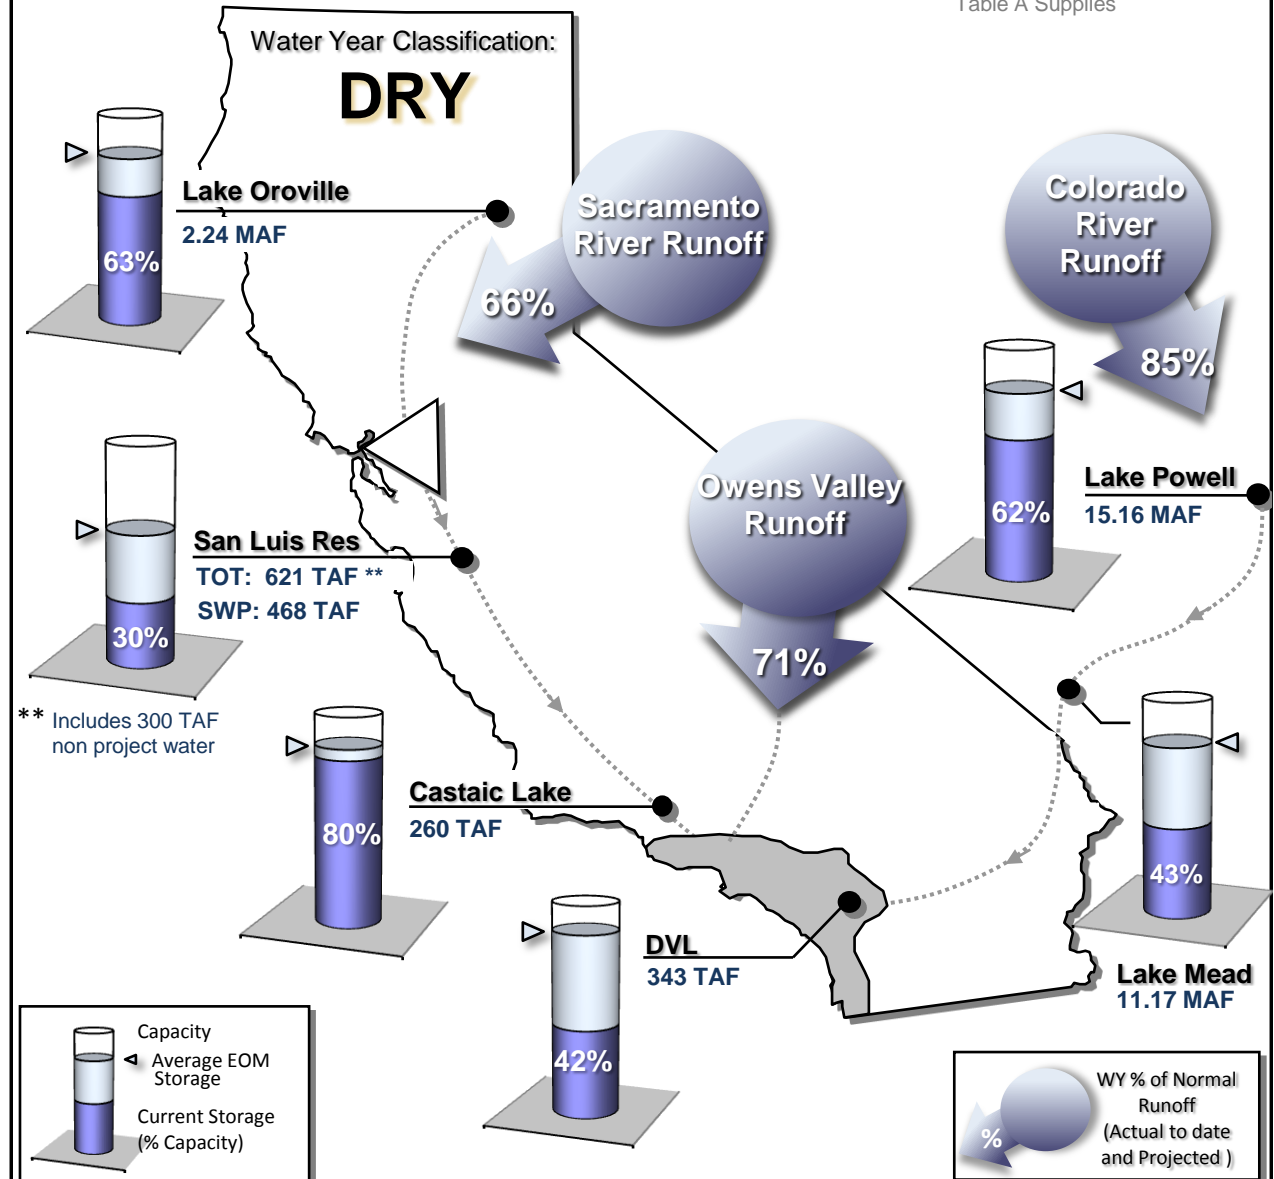 Table A Supplies
Water Year Classification:
DRY
Lake Oroville
2.24 MAF
63%
Sacramento
River Runoff
66%
Colorado
River
Runoff
85%
Lake Powell
15.16 MAF
62%
Owens Valley
Runoff
71%
San Luis Res
TOT: 621 TAF **
SWP: 468 TAF
30%
** Includes 300 TAF
non project water
Castaic Lake
260 TAF
80%
43%
Lake Mead
11.17 MAF
DVL
343 TAF
42%
Capacity
Average EOM
Storage
Current Storage
(% Capacity)
WY % of Normal
Runoff
(Actual to date
and Projected )
%